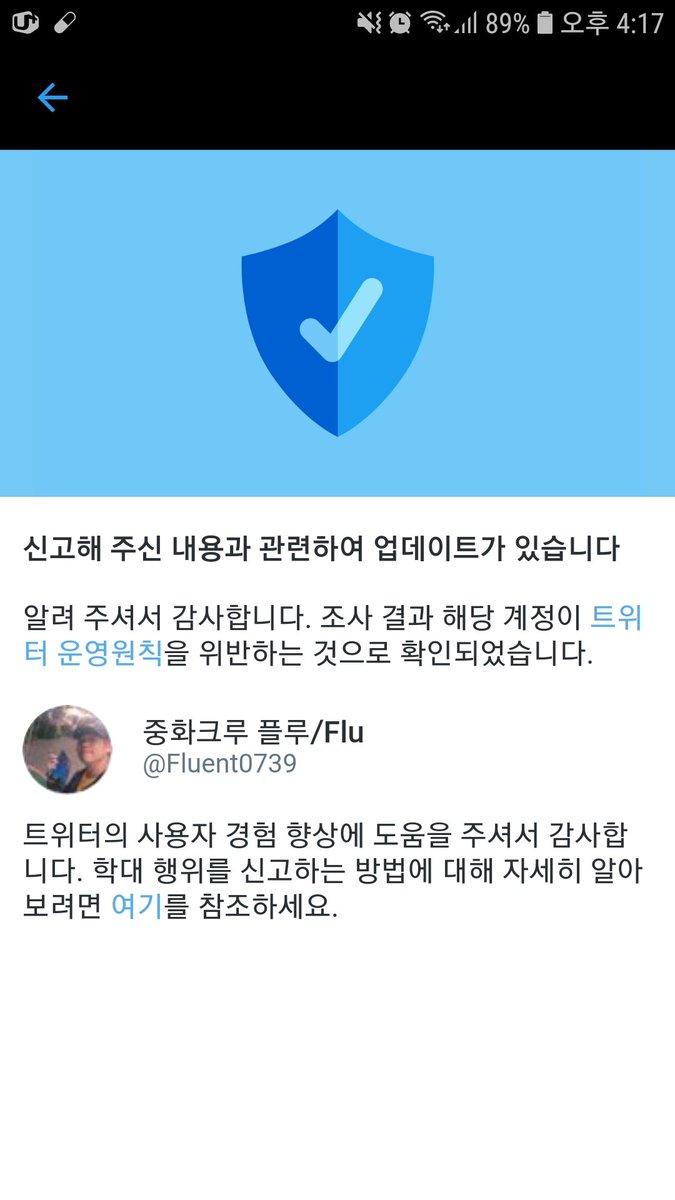 89% 오후 4:17
신고해 주신 내용과 관련하여 업데이트가 있습니다
알려 주셔서 감사합니다. 조사 결과 해당 계정이 트위
터 운영원칙을 위반하는 것으로 확인되었습니다.
중화크루 플루/Flu
@Fluent0739
트위터의 사용자 경험 향상에 도움을 주셔서 감사합
니다. 학대 행위를 신고하는 방법에 대해 자세히 알아
보려면 여기를 참조하세요.